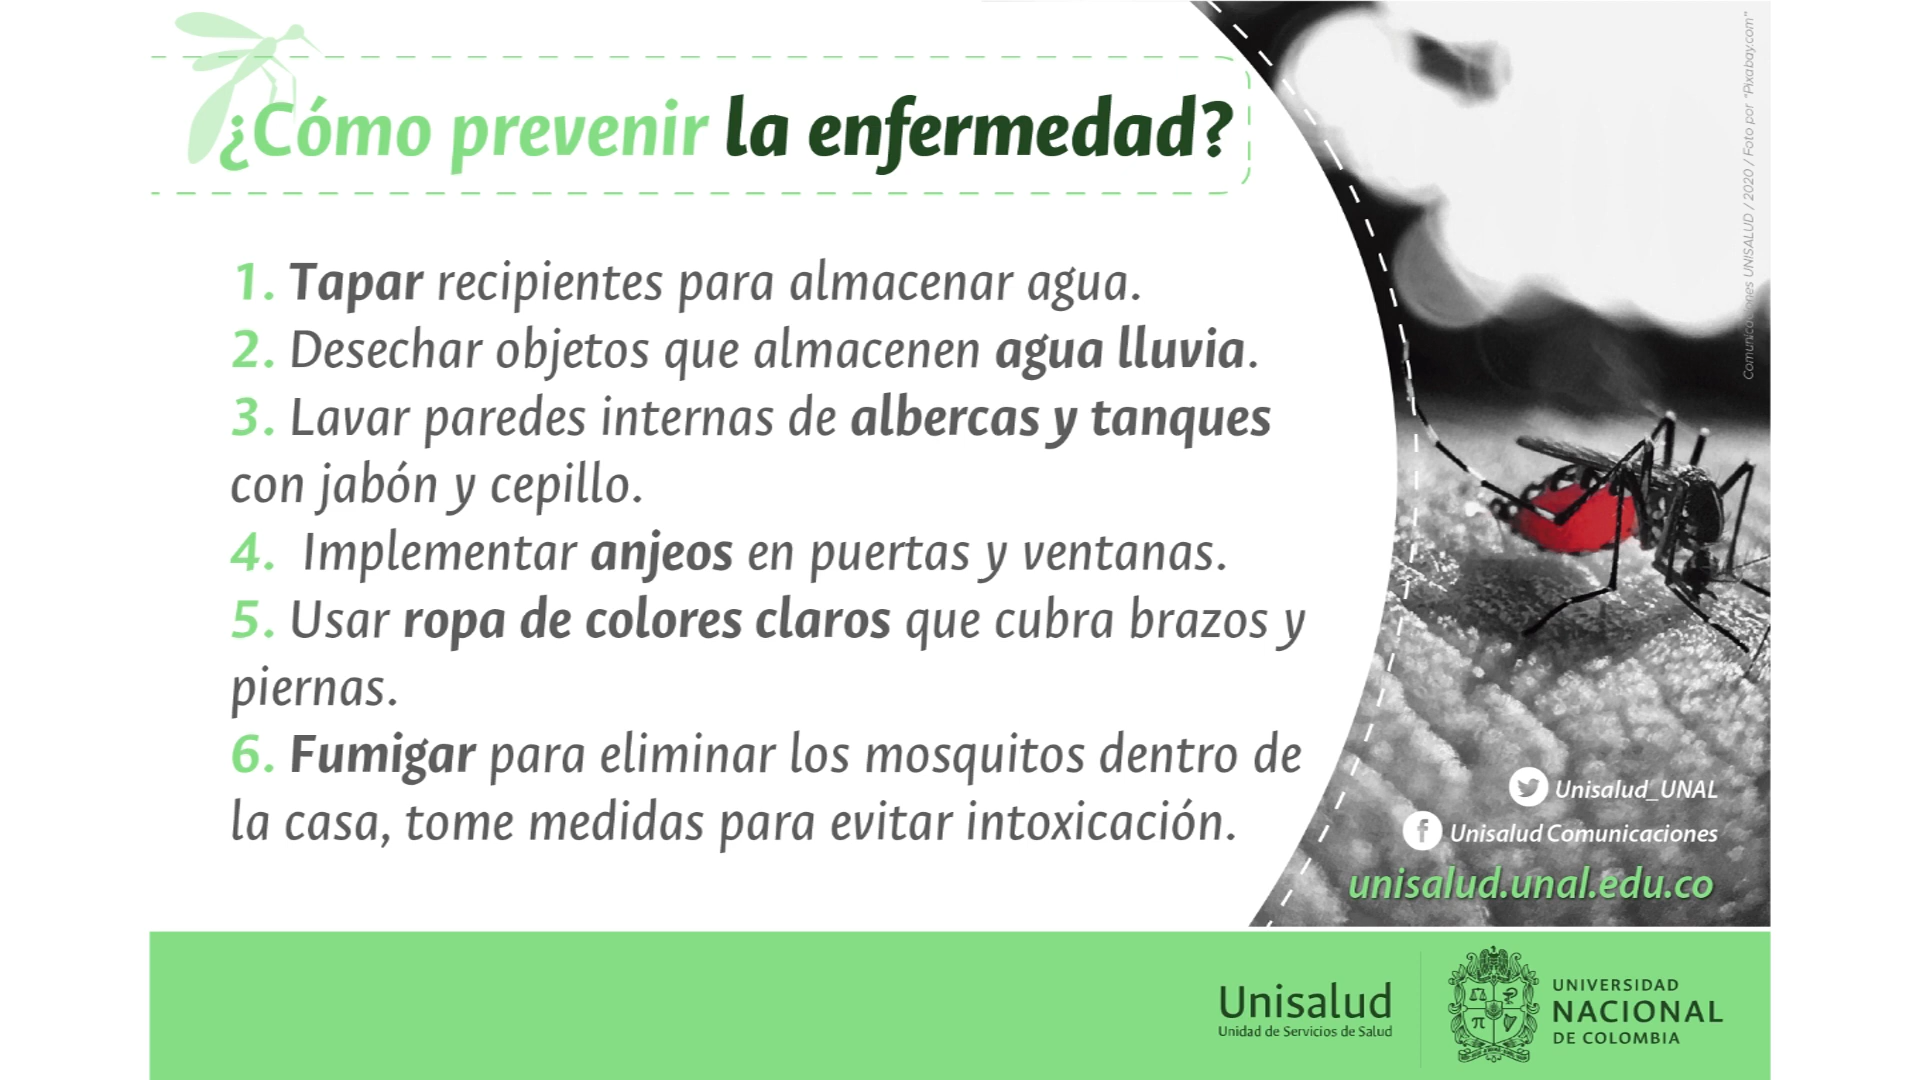 ¿Cómo prevenir la enfermedad?
1. Tapar recipientes para almacenar agua.
2. Desechar objetos que almacenen agua lluvia.
3. Lavar paredes internas de albercas y tanques
con jabón y cepillo.
4. Implementar anjeos en puertas y ventanas.
5. Usar ropa de colores claros que cubra brazos y
piernas.
6. Fumigar para eliminar los mosquitos dentro de
la casa, tome medidas para evitar intoxicación.
Comunicaciones UNISALUD / 2020 / Foto por "Pixabay.com"
Unisalud_UNAL
Unisalud Comunicaciones
unisalud.unal.edu.co
Unisalud
Unidad de Servicios de Salud
UNIVERSIDAD
NACIONAL
DE COLOMBIA